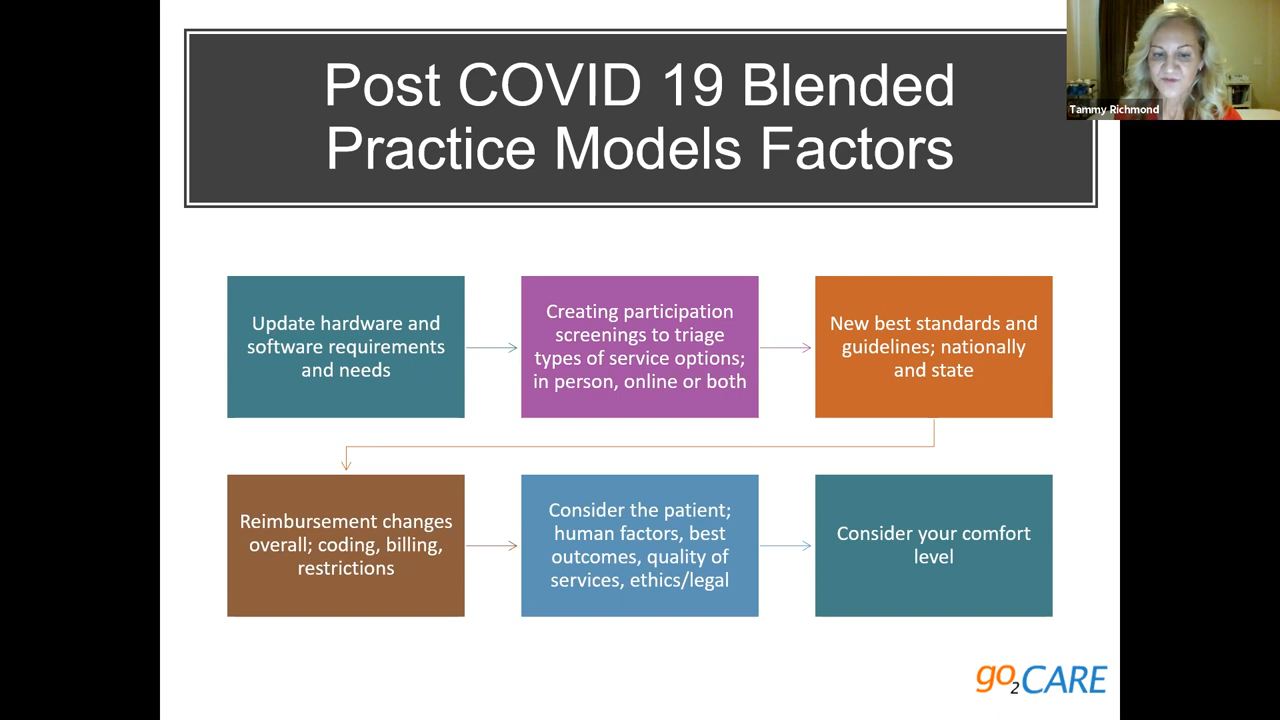 Post COVID 19 Blended
Practice Models Factors
Tammy Richmond
Update hardware and
software requirements
and needs
Creating participation
screenings to triage
types of service options;
in person, online or both
New best standards and
guidelines; nationally
and state
Reimbursement changes
overall; coding, billing,
restrictions
Consider the patient;
human factors, best
outcomes, quality of
services, ethics/legal
Consider your comfort
level
go2CARE